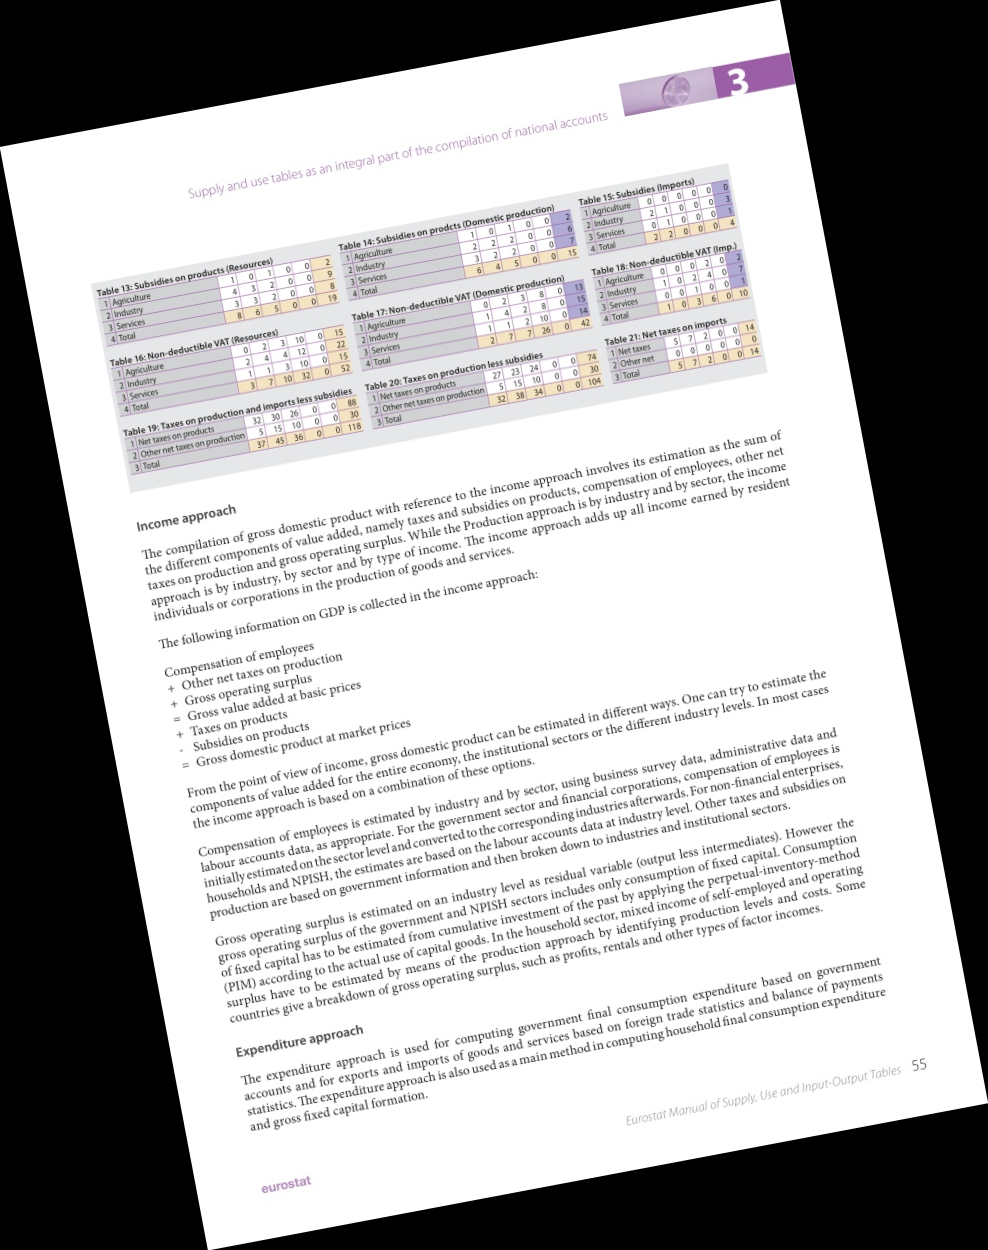 3
Supply and use tables as an integral part of the compilation of national accounts
Table 13: Subsidies on products (Resources)
1 Agriculture 1 0 1 0 0 2
2 Industry 4 3 2 0 0 9
3 Services 3 3 2 0 0 8
4 Total 8 6 5 0 0 19
Table 14: Subsidies on prodcts (Domestic production)
1 Agriculture 1 0 1 0 0 2
2 Industry 2 2 2 0 0 6
3 Services 3 2 2 0 0 7
4 Total 6 4 5 0 0 15
Table 15: Subsidies (Imports)
1 Agriculture 0 0 0 0 0 0
2 Industry 2 1 0 0 0 3
3 Services 0 1 0 0 0 1
4 Total 2 2 0 0 0 4
Table 16: Non-deductible VAT (Resources)
1 Agriculture 0 2 3 10 0 15
2 Industry 2 4 4 12 0 22
3 Services 1 1 3 10 0 15
4 Total 3 7 10 32 0 52
Table 17: Non-deductible VAT (Domestic production)
1 Agriculture 0 2 3 8 0 13
2 Industry 1 4 2 8 0 15
3 Services 1 1 2 10 0 14
4 Total 2 7 7 26 0 42
Table 18: Non-deductible VAT (Imp.)
1 Agriculture 0 0 0 2 0 2
2 Industry 1 0 2 4 0 7
3 Services 0 0 1 0 0 1
4 Total 1 0 3 6 0 10
Table 19: Taxes on production and imports less subsidies
1 Net taxes on products 32 30 26 0 0 88
2 Other net taxes on production 5 15 10 0 0 30
3 Total 37 45 36 0 0 118
Table 20: Taxes on production less subsidies
1 Net taxes on products 27 23 24 0 0 74
2 Other net taxes on production 5 15 10 0 0 30
3 Total 32 38 34 0 0 104
Table 21: Net taxes on imports
1 Net taxes 5 7 2 0 0 14
2 Other net 0 0 0 0 0 0
3 Total 5 7 2 0 0 14
Income approach
The compilation of gross domestic product with reference to the income approach involves its estimation as the sum of
the different components of value added, namely taxes and subsidies on products, compensation of employees, other net
taxes on production and gross operating surplus. While the Production approach is by industry and by sector, the income
approach is by industry, by sector and by type of income. The income approach adds up all income earned by resident
individuals or corporations in the production of goods and services.
The following information on GDP is collected in the income approach:
Compensation of employees
+ Other net taxes on production
+ Gross operating surplus
= Gross value added at basic prices
+ Taxes on products
- Subsidies on products
= Gross domestic product at market prices
From the point of view of income, gross domestic product can be estimated in different ways. One can try to estimate the
components of value added for the entire economy, the institutional sectors or the different industry levels. In most cases
the income approach is based on a combination of these options.
Compensation of employees is estimated by industry and by sector, using business survey data, administrative data and
labour accounts data, as appropriate. For the government sector and financial corporations, compensation of employees is
initially estimated on the sector level and converted to the corresponding industries afterwards. For non-financial enterprises,
households and NPISH, the estimates are based on the labour accounts data at industry level. Other taxes and subsidies on
production are based on government information and then broken down to industries and institutional sectors.
Gross operating surplus is estimated on an industry level as residual variable (output less intermediates). However the
gross operating surplus of the government and NPISH sectors includes only consumption of fixed capital. Consumption
of fixed capital has to be estimated from cumulative investment of the past by applying the perpetual-inventory-method
(PIM) according to the actual use of capital goods. In the household sector, mixed income of self-employed and operating
surplus have to be estimated by means of the production approach by identifying production levels and costs. Some
countries give a breakdown of gross operating surplus, such as profits, rentals and other types of factor incomes.
Expenditure approach
The expenditure approach is used for computing government final consumption expenditure based on government
accounts and for exports and imports of goods and services based on foreign trade statistics and balance of payments
statistics. The expenditure approach is also used as a main method in computing household final consumption expenditure
and gross fixed capital formation.
Eurostat Manual of Supply, Use and Input-Output Tables 55
eurostat